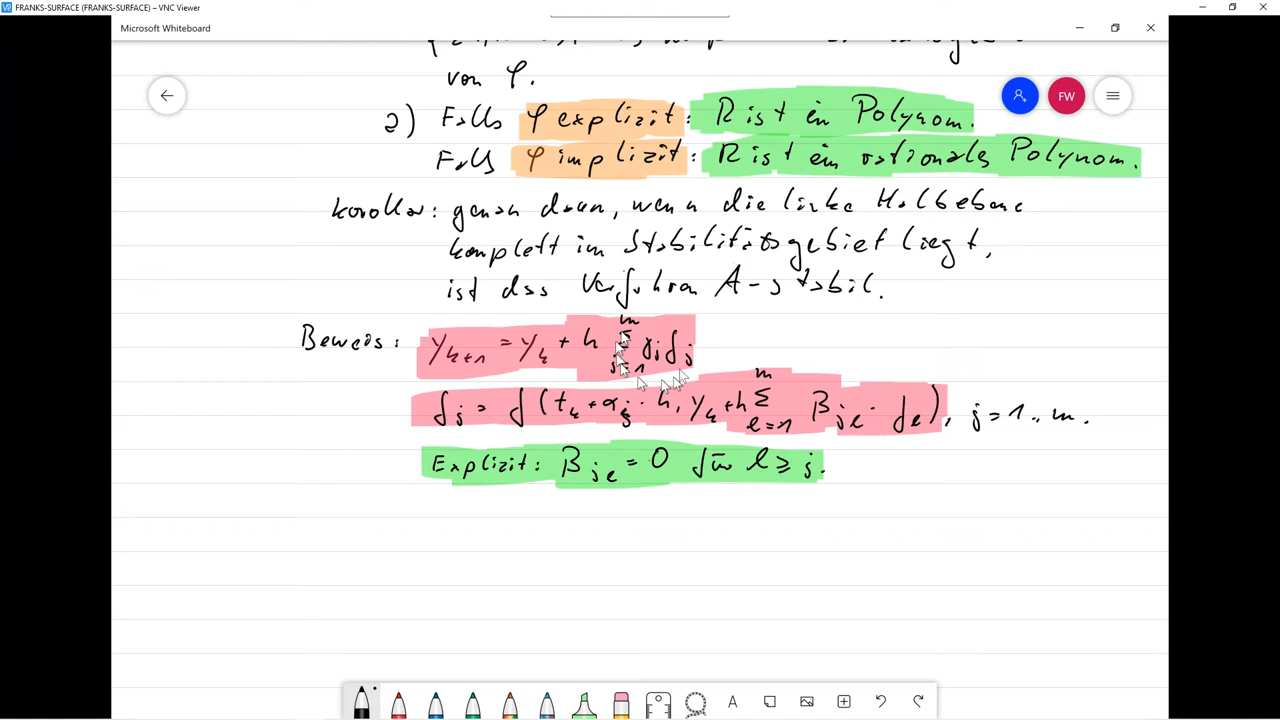 FRANKS-SURFACE (FRANKS-SURFACE) – VNC Viewer
Microsoft Whiteboard
von φ.
FW
2) Falls φ explizit: R ist ein Polynom.
Falls φ implizit: R ist ein rationales Polynom.
Korollar: genau dann, wenn die linke Halbebene
komplett im Stabilitätsgebiet liegt,
ist das Verfahren A-stabil.
Beweis: y_{k+1} = y_k + h Σ_{j=1}^{m} γ_j f_j
f_j = f(t_k + α_j · h, y_k + h Σ_{l=1}^{m} β_{jl} · f_l), j = 1..m.
Explizit: β_{jl} = 0 für l ≥ j.
A